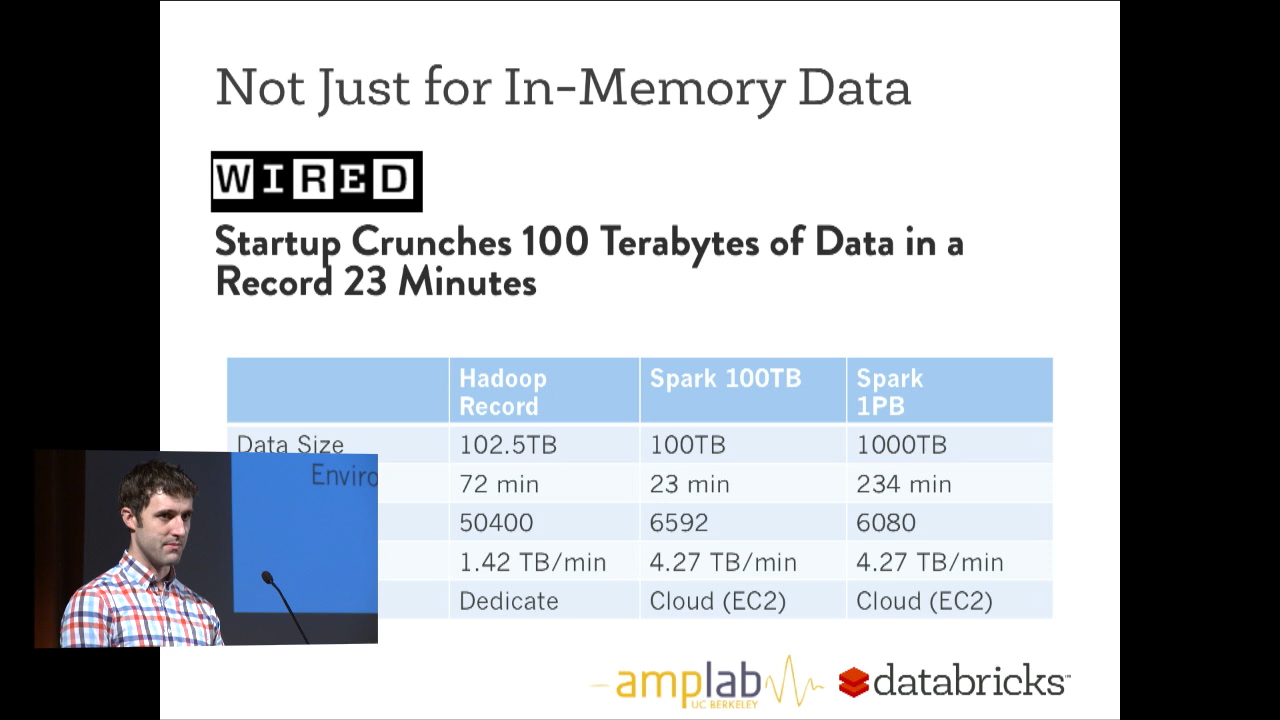 Not Just for In-Memory Data
WIRED
Startup Crunches 100 Terabytes of Data in a
Record 23 Minutes
Hadoop Record Spark 100TB Spark 1PB
Data Size 102.5TB 100TB 1000TB
72 min 23 min 234 min
50400 6592 6080
1.42 TB/min 4.27 TB/min 4.27 TB/min
Dedicate Cloud (EC2) Cloud (EC2)
Enviro
amplab
UC BERKELEY
databricks™